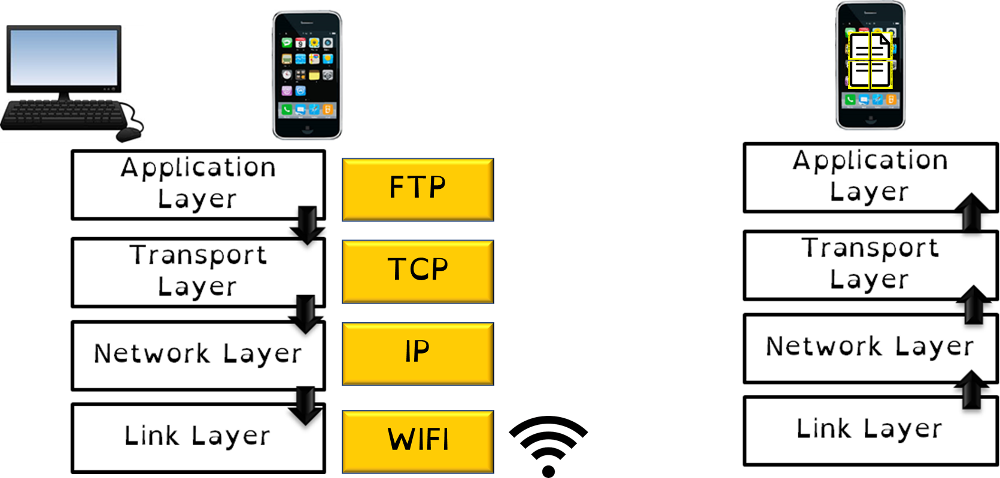 9
Application
Layer
FTP
Transport
Layer
TCP
Network Layer
IP
Link Layer
WIFI
Application
Layer
Transport
Layer
Network Layer
Link Layer